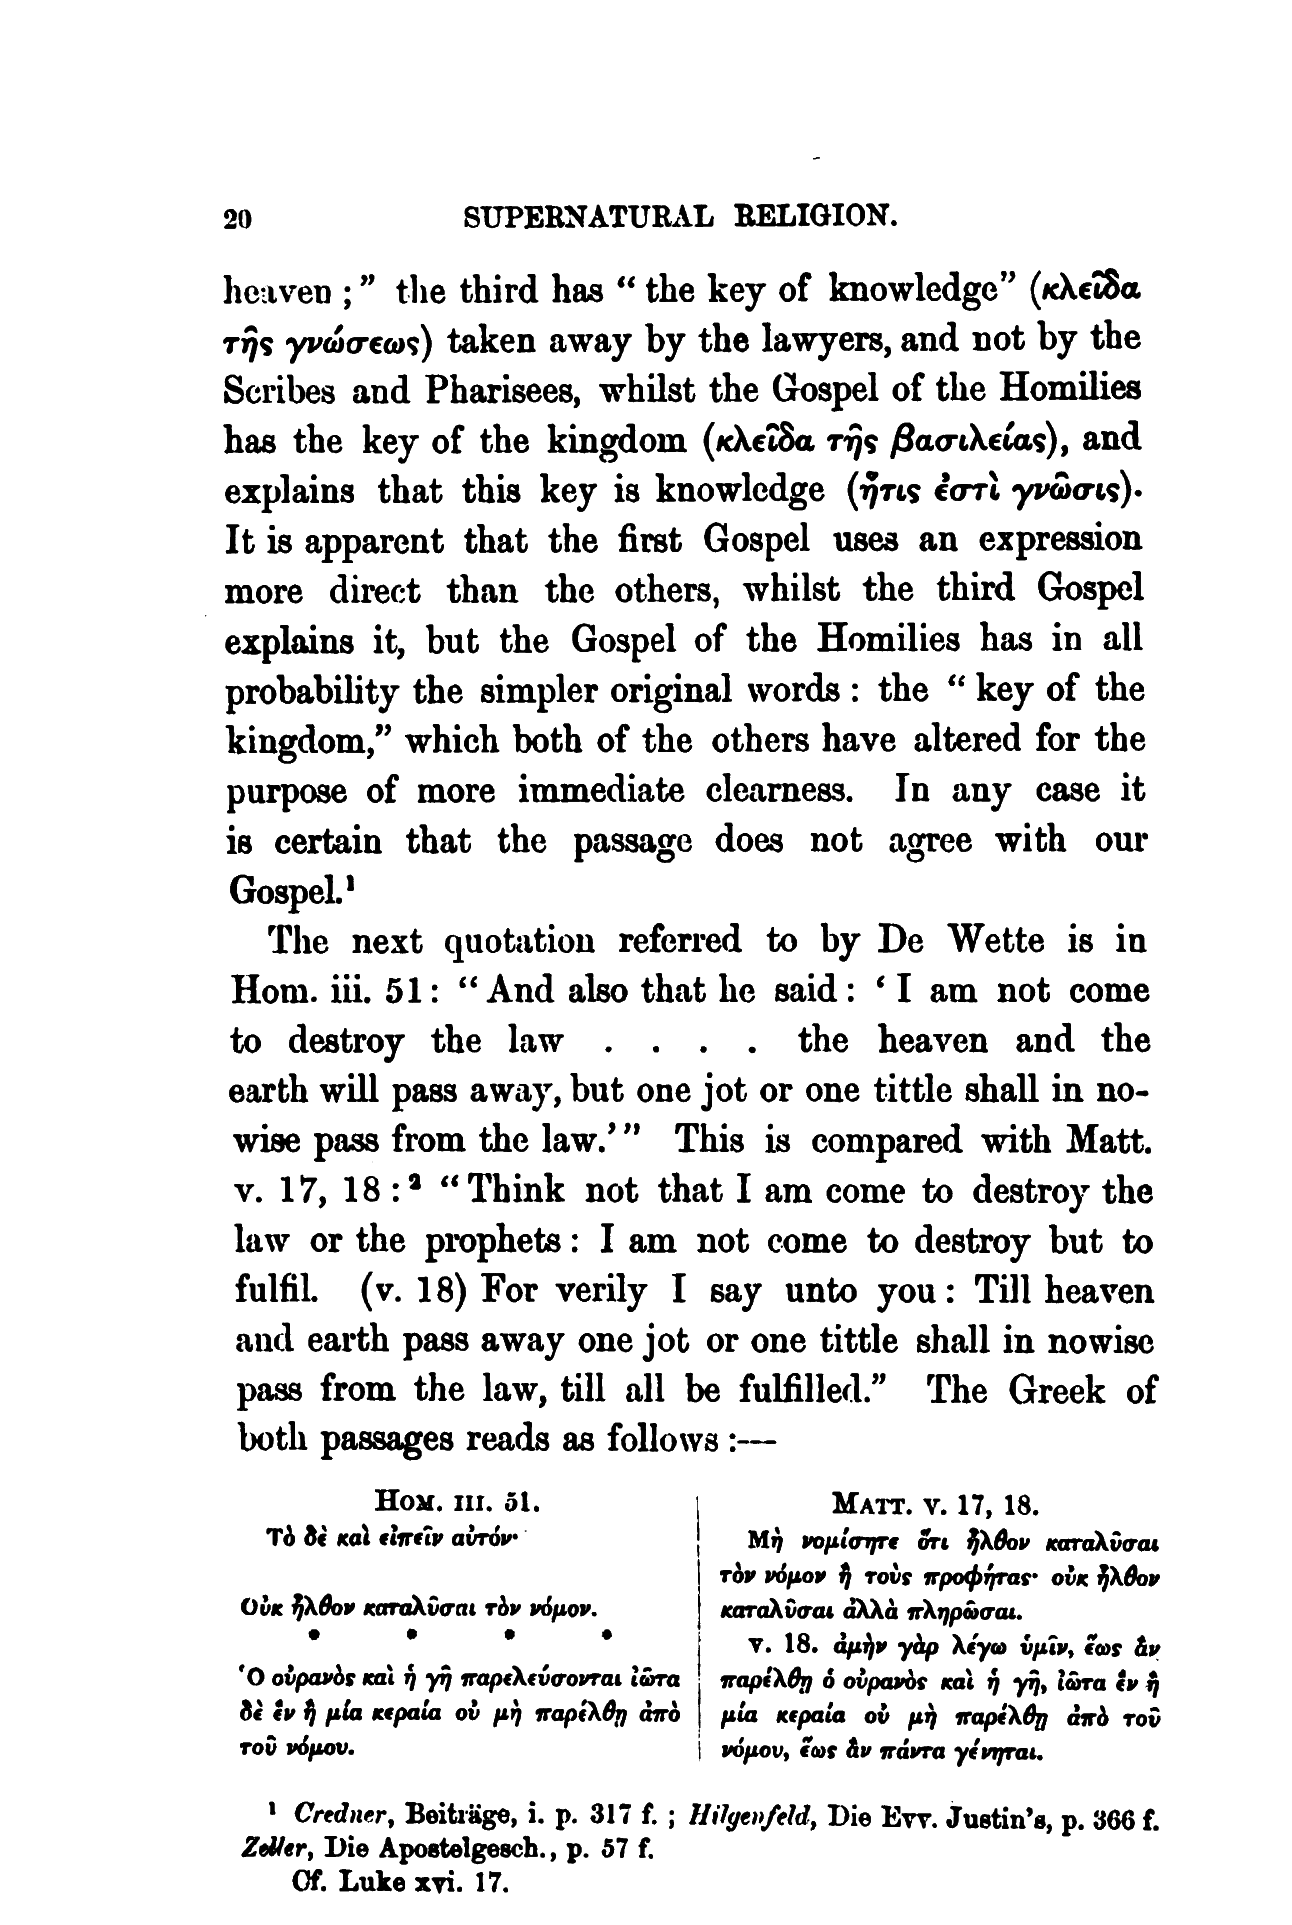 20 SUPERNATURAL RELIGION.
heaven ;” the third has “ the key of knowledge” (κλεῖδα
τῆς γνώσεως) taken away by the lawyers, and not by the
Scribes and Pharisees, whilst the Gospel of the Homilies
has the key of the kingdom (κλεῖδα τῆς βασιλείας), and
explains that this key is knowledge (ἥτις ἐστὶ γνῶσις).
It is apparent that the first Gospel uses an expression
more direct than the others, whilst the third Gospel
explains it, but the Gospel of the Homilies has in all
probability the simpler original words : the “ key of the
kingdom,” which both of the others have altered for the
purpose of more immediate clearness. In any case it
is certain that the passage does not agree with our
Gospel.¹
The next quotation referred to by De Wette is in
Hom. iii. 51 : “ And also that he said : ‘ I am not come
to destroy the law . . . . the heaven and the
earth will pass away, but one jot or one tittle shall in no-
wise pass from the law.’ ” This is compared with Matt.
v. 17, 18 :² “ Think not that I am come to destroy the
law or the prophets : I am not come to destroy but to
fulfil. (v. 18) For verily I say unto you : Till heaven
and earth pass away one jot or one tittle shall in nowise
pass from the law, till all be fulfilled.” The Greek of
both passages reads as follows :—
HOM. III. 51.
Τὸ δὲ καὶ εἰπεῖν αὐτόν·
Οὐκ ἦλθον καταλῦσαι τὸν νόμον.
* * * *
Ὁ οὐρανὸς καὶ ἡ γῆ παρελεύσονται ἰῶτα
δὲ ἓν ἢ μία κεραία οὐ μὴ παρέλθῃ ἀπὸ
τοῦ νόμου.
MATT. V. 17, 18.
Μὴ νομίσητε ὅτι ἦλθον καταλῦσαι
τὸν νόμον ἢ τοὺς προφήτας· οὐκ ἦλθον
καταλῦσαι ἀλλὰ πληρῶσαι.
v. 18. ἀμὴν γὰρ λέγω ὑμῖν, ἕως ἂν
παρέλθῃ ὁ οὐρανὸς καὶ ἡ γῆ, ἰῶτα ἓν ἢ
μία κεραία οὐ μὴ παρέλθῃ ἀπὸ τοῦ
νόμου, ἕως ἂν πάντα γένηται.
¹ Credner, Beiträge, i. p. 317 f. ; Hilgenfeld, Die Evv. Justin’s, p. 366 f.
Zeller, Die Apostelgesch., p. 57 f.
Cf. Luke xvi. 17.